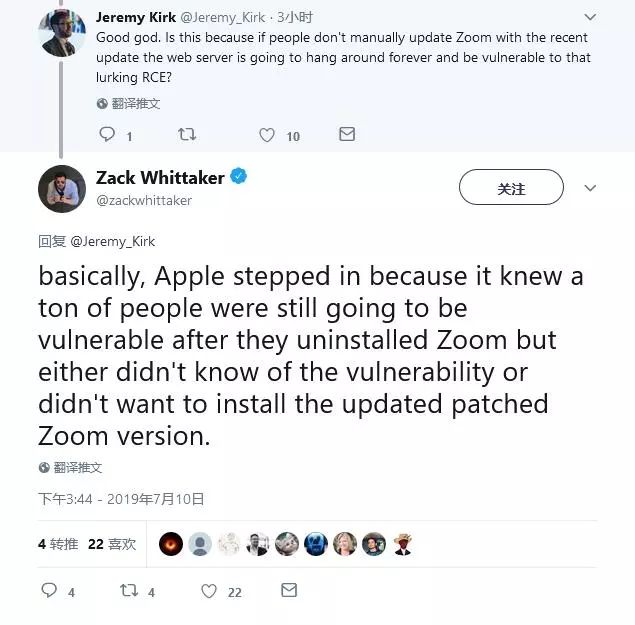 Jeremy Kirk @Jeremy_Kirk · 3小时
Good god. Is this because if people don't manually update Zoom with the recent
update the web server is going to hang around forever and be vulnerable to that
lurking RCE?
翻译推文
1 10
Zack Whittaker
@zackwhittaker
关注
回复 @Jeremy_Kirk
basically, Apple stepped in because it knew a
ton of people were still going to be
vulnerable after they uninstalled Zoom but
either didn't know of the vulnerability or
didn't want to install the updated patched
Zoom version.
翻译推文
下午3:44 - 2019年7月10日
4 转推 22 喜欢
4 4 22